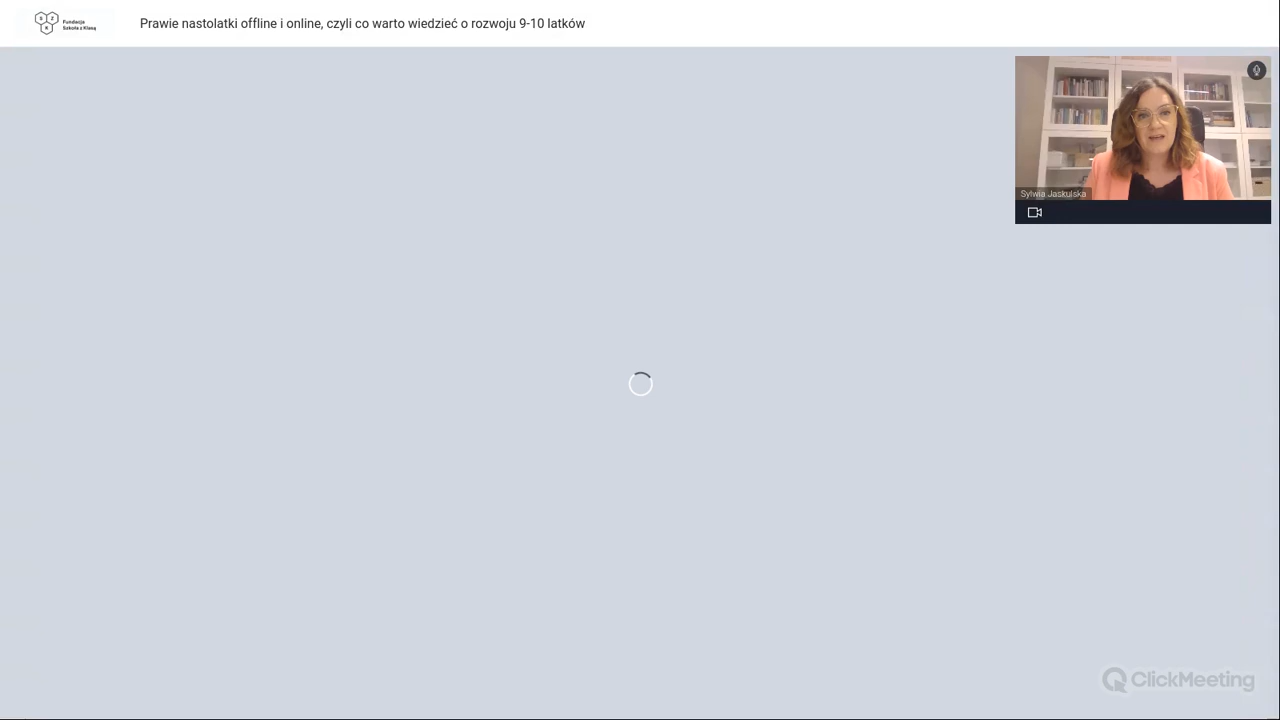 S Z K
Fundacja
Szkoła z Klasą
Prawie nastolatki offline i online, czyli co warto wiedzieć o rozwoju 9-10 latków
Sylwia Jaskulska
ClickMeeting